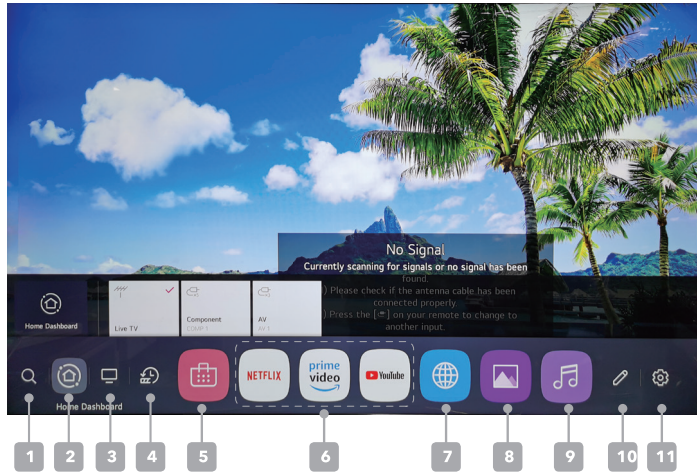 No Signal
Currently scanning for signals or no signal has been
found.
) Please check if the antenna cable has been
connected properly
) Press the [ ] on your remote to change to
another input.
Home Dashboard
Live TV
Component
COMP 1
AV
AV 1
NETFLIX
prime
video
YouTube
Home Dashboard
1
2
3
4
5
6
7
8
9
10
11